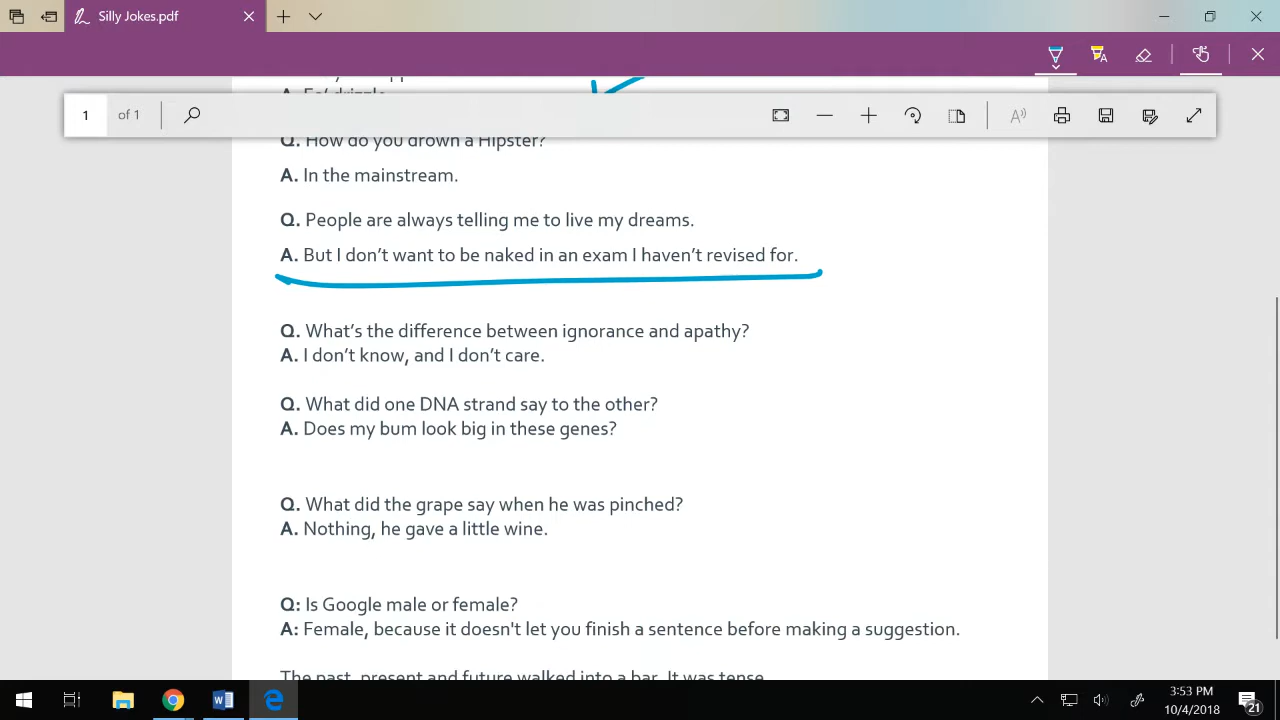 Silly Jokes.pdf
1 of 1
A. Fo' drizzle.
Q. How do you drown a Hipster?
A. In the mainstream.
Q. People are always telling me to live my dreams.
A. But I don’t want to be naked in an exam I haven’t revised for.
Q. What’s the difference between ignorance and apathy?
A. I don’t know, and I don’t care.
Q. What did one DNA strand say to the other?
A. Does my bum look big in these genes?
Q. What did the grape say when he was pinched?
A. Nothing, he gave a little wine.
Q: Is Google male or female?
A: Female, because it doesn't let you finish a sentence before making a suggestion.
The past, present and future walked into a bar. It was tense.
3:53 PM
10/4/2018
21